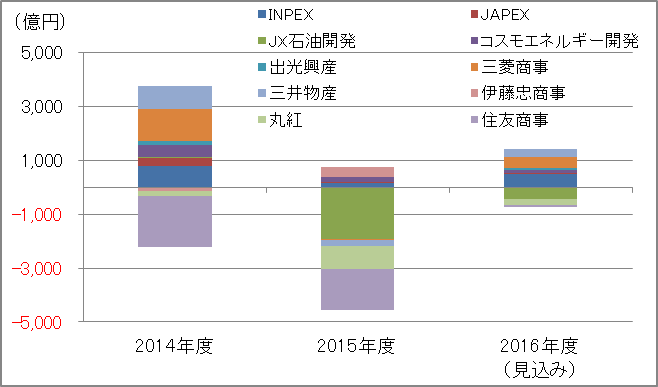 (億円)
INPEX
JAPEX
JX石油開発
コスモエネルギー開発
出光興産
三菱商事
三井物産
伊藤忠商事
丸紅
住友商事
5,000
3,000
1,000
-1,000
-3,000
-5,000
2014年度
2015年度
2016年度
(見込み)